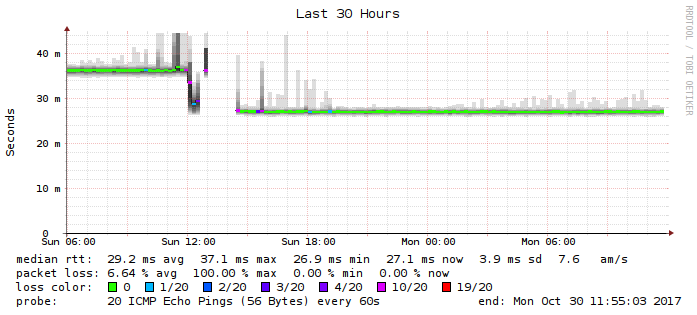 Last 30 Hours
RRDTOOL / TOBI OETIKER
Seconds
40 m
30 m
20 m
10 m
0
Sun 06:00 Sun 12:00 Sun 18:00 Mon 00:00 Mon 06:00
median rtt: 29.2 ms avg 37.1 ms max 26.9 ms min 27.1 ms now 3.9 ms sd 7.6 am/s
packet loss: 6.64 % avg 100.00 % max 0.00 % min 0.00 % now
loss color: 0 1/20 2/20 3/20 4/20 10/20 19/20
probe: 20 ICMP Echo Pings (56 Bytes) every 60s end: Mon Oct 30 11:55:03 2017